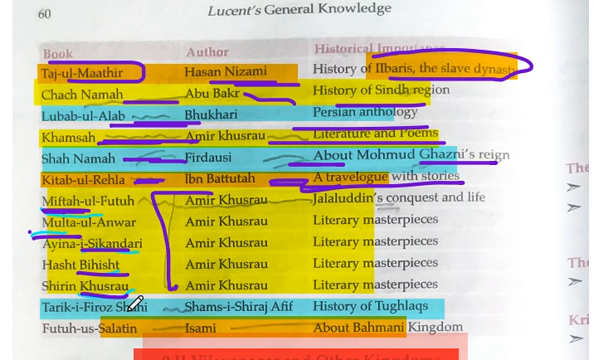 60
Lucent's General Knowledge
Book Author Historical Importance
Taj-ul-Maathir Hasan Nizami History of Ilbaris, the slave dynasty
Chach Namah Abu Bakr History of Sindh region
Lubab-ul-Alab Bhukhari Persian anthology
Khamsah Amir khusrau Literature and Poems
Shah Namah Firdausi About Mohmud Ghazni's reign
Kitab-ul-Rehla Ibn Battutah A travelogue with stories
Miftah-ul-Futuh Amir Khusrau Jalaluddin's conquest and life
Multa-ul-Anwar Amir Khusrau Literary masterpieces
Ayina-i-Sikandari Amir Khusrau Literary masterpieces
Hasht Bihisht Amir Khusrau Literary masterpieces
Shirin Khusrau Amir Khusrau Literary masterpieces
Tarik-i-Firoz Shahi Shams-i-Shiraj Afif History of Tughlaqs
Futuh-us-Salatin Isami About Bahmani Kingdom
The
The
Kri